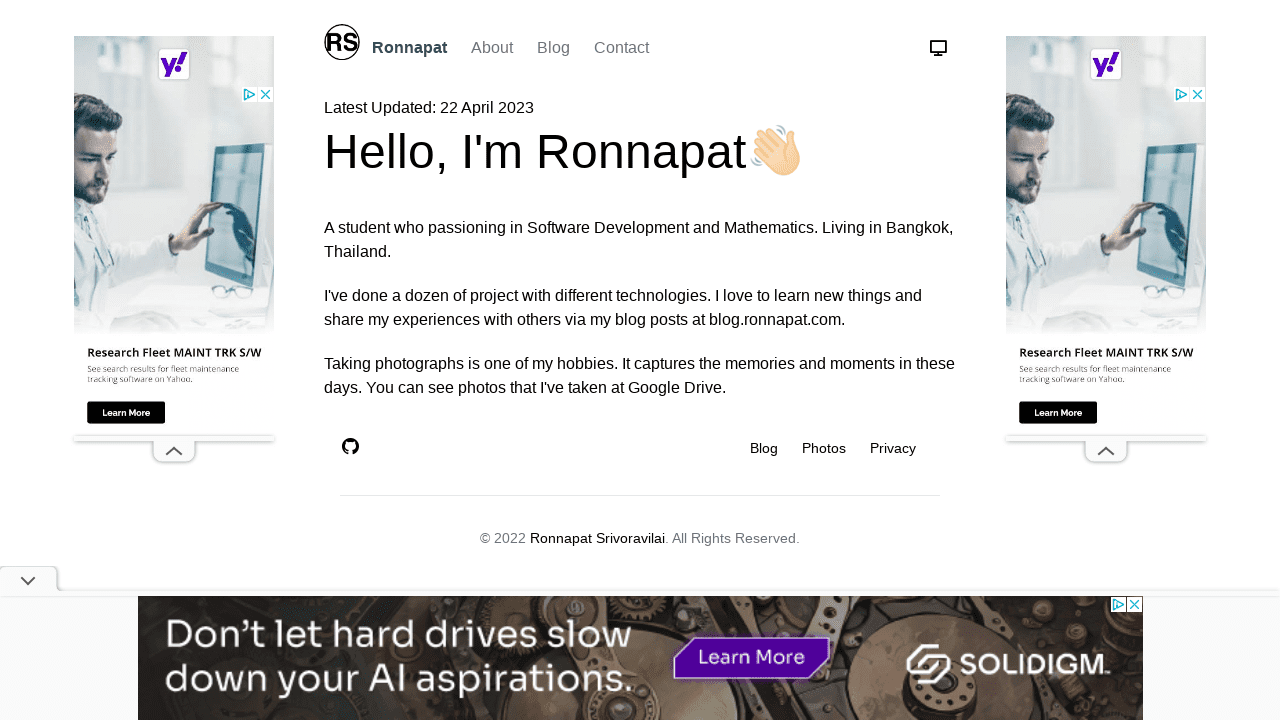 RS
Ronnapat About Blog Contact
Latest Updated: 22 April 2023
Hello, I'm Ronnapat👋🏻
A student who passioning in Software Development and Mathematics. Living in Bangkok,
Thailand.
I've done a dozen of project with different technologies. I love to learn new things and
share my experiences with others via my blog posts at blog.ronnapat.com.
Taking photographs is one of my hobbies. It captures the memories and moments in these
days. You can see photos that I've taken at Google Drive.
Blog Photos Privacy
© 2022 Ronnapat Srivoravilai. All Rights Reserved.
y!
Research Fleet MAINT TRK S/W
See search results for fleet maintenance
tracking software on Yahoo.
Learn More
y!
Research Fleet MAINT TRK S/W
See search results for fleet maintenance
tracking software on Yahoo.
Learn More
Don't let hard drives slow
down your AI aspirations.
Learn More
SOLIDIGM